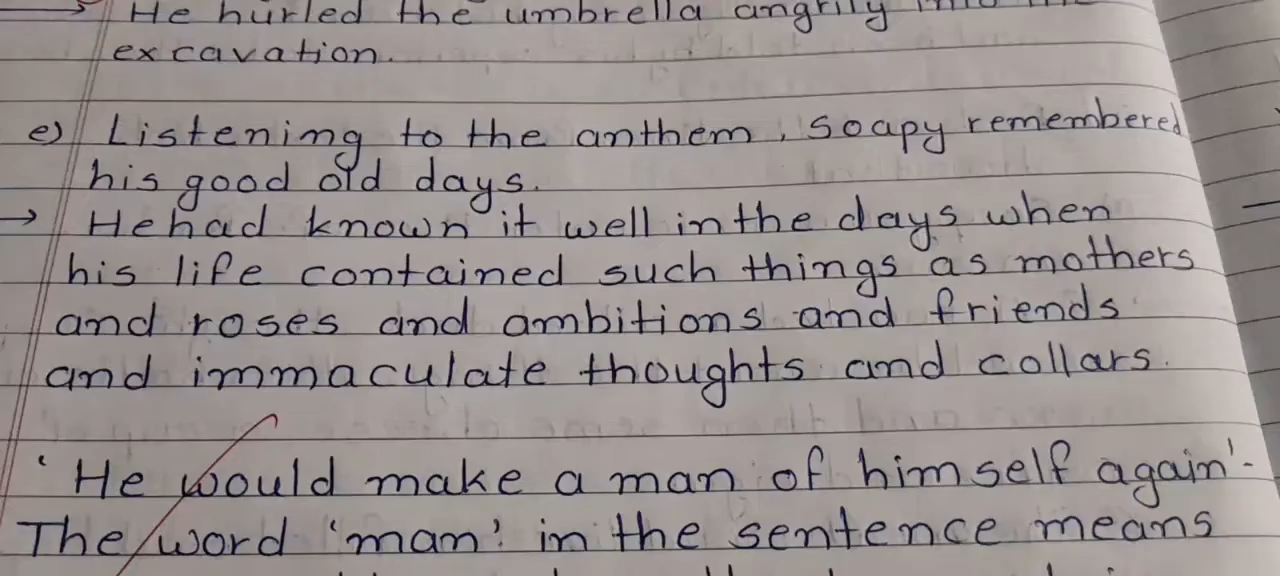 → He hurled the umbrella angrily into the
excavation.
e) Listening to the anthem, Soapy remembered
his good old days.
→ He had known it well in the days when
his life contained such things as mothers
and roses and ambitions and friends
and immaculate thoughts and collars.
'He would make a man of himself again'-
The word 'man' in the sentence means